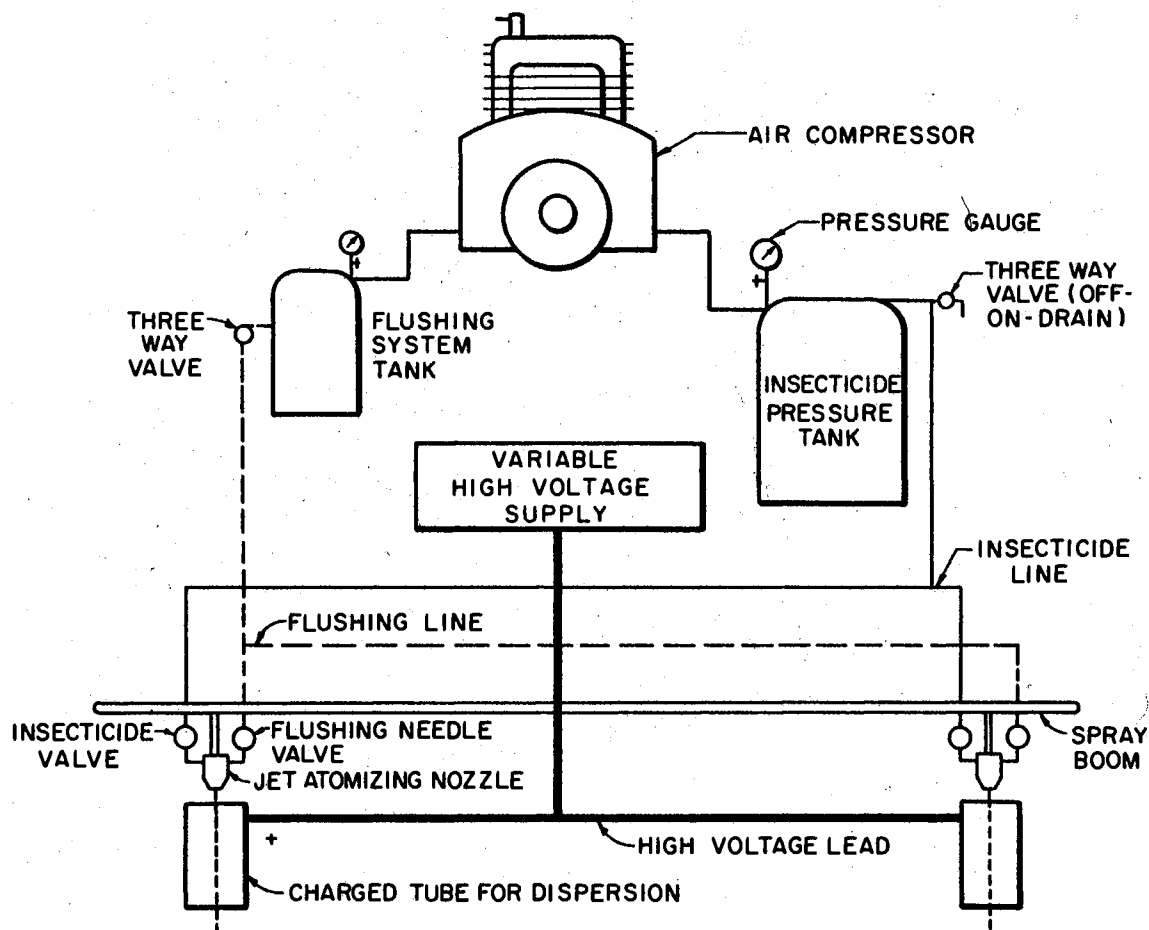 AIR COMPRESSOR
PRESSURE GAUGE
THREE WAY
VALVE (OFF-
ON-DRAIN)
THREE
WAY
VALVE
FLUSHING
SYSTEM
TANK
INSECTICIDE
PRESSURE
TANK
VARIABLE
HIGH VOLTAGE
SUPPLY
INSECTICIDE
LINE
FLUSHING LINE
INSECTICIDE
VALVE
FLUSHING NEEDLE
VALVE
SPRAY
BOOM
JET ATOMIZING NOZZLE
+
HIGH VOLTAGE LEAD
CHARGED TUBE FOR DISPERSION